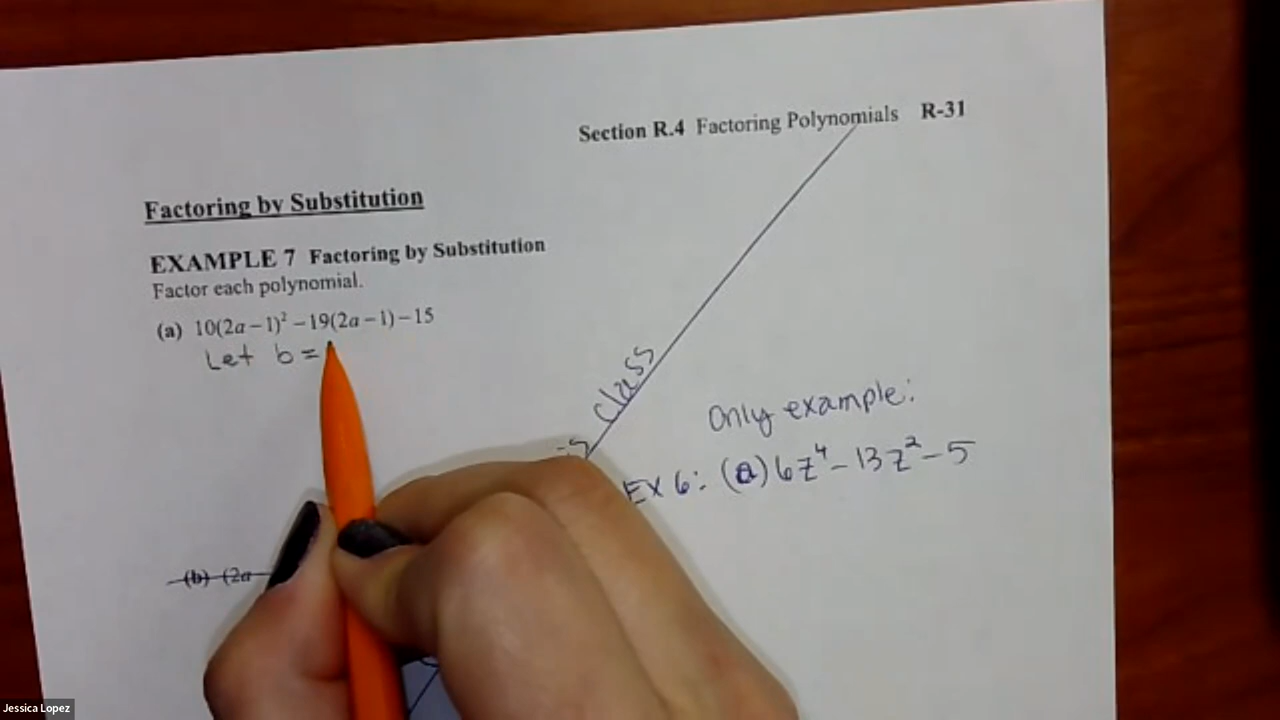 Section R.4 Factoring Polynomials R-31
Factoring by Substitution
EXAMPLE 7 Factoring by Substitution
Factor each polynomial.
(a) 10(2a – 1)² – 19(2a – 1) – 15
Let b =
class
Only example:
EX 6: (a) 6z⁴ – 13z² – 5
(b) (2a
Jessica Lopez